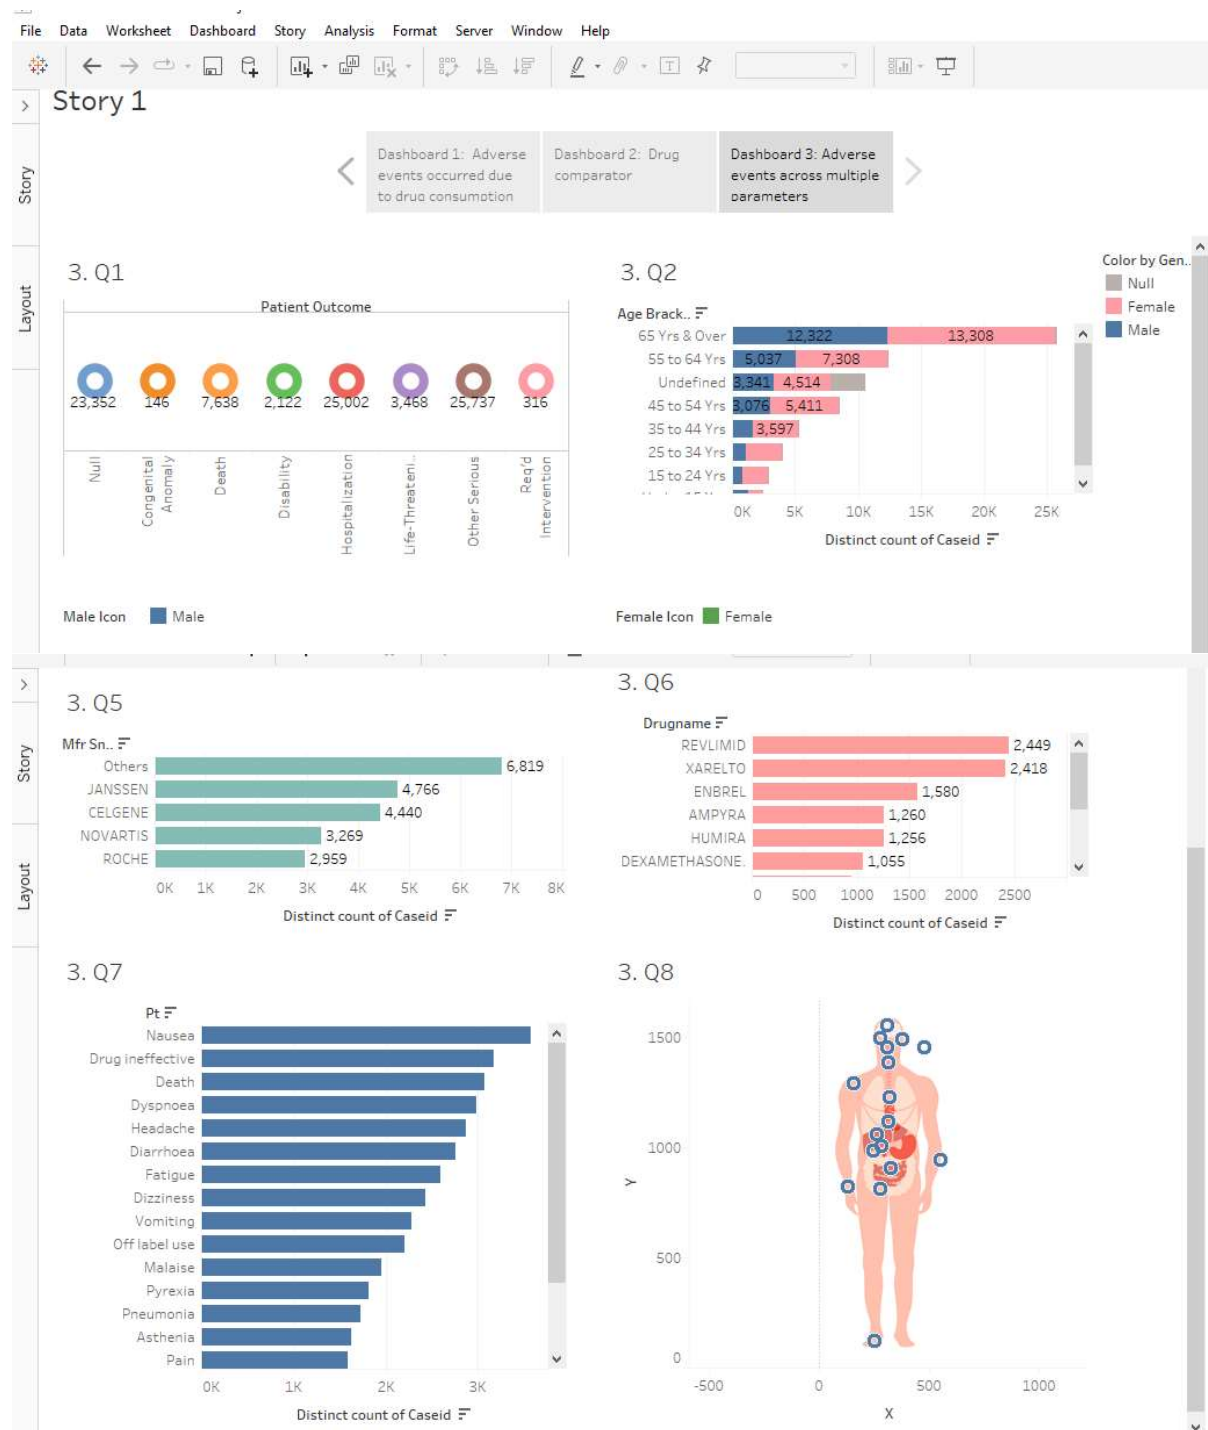 File Data Worksheet Dashboard Story Analysis Format Server Window Help
Story 1
Story
Layout
Dashboard 1: Adverse
events occurred due
to drug consumption
Dashboard 2: Drug
comparator
Dashboard 3: Adverse
events across multiple
parameters
3. Q1
Patient Outcome
23,352 146 7,638 2,122 25,002 3,468 25,737 316
Null
Congenital
Anomaly
Death
Disability
Hospitalization
Life-Threateni..
Other Serious
Req'd
Intervention
3. Q2
Age Brack..
65 Yrs & Over 12,322 13,308
55 to 64 Yrs 5,037 7,308
Undefined 3,341 4,514
45 to 54 Yrs 3,076 5,411
35 to 44 Yrs 3,597
25 to 34 Yrs
15 to 24 Yrs
0K 5K 10K 15K 20K 25K
Distinct count of Caseid
Color by Gen..
Null
Female
Male
Male Icon Male
Female Icon Female
Story
Layout
3. Q5
Mfr Sn..
Others 6,819
JANSSEN 4,766
CELGENE 4,440
NOVARTIS 3,269
ROCHE 2,959
0K 1K 2K 3K 4K 5K 6K 7K 8K
Distinct count of Caseid
3. Q6
Drugname
REVLIMID 2,449
XARELTO 2,418
ENBREL 1,580
AMPYRA 1,260
HUMIRA 1,256
DEXAMETHASONE. 1,055
0 500 1000 1500 2000 2500
Distinct count of Caseid
3. Q7
Pt
Nausea
Drug ineffective
Death
Dyspnoea
Headache
Diarrhoea
Fatigue
Dizziness
Vomiting
Off label use
Malaise
Pyrexia
Pneumonia
Asthenia
Pain
0K 1K 2K 3K
Distinct count of Caseid
3. Q8
1500
1000
Y
500
0
-500 0 500 1000
X